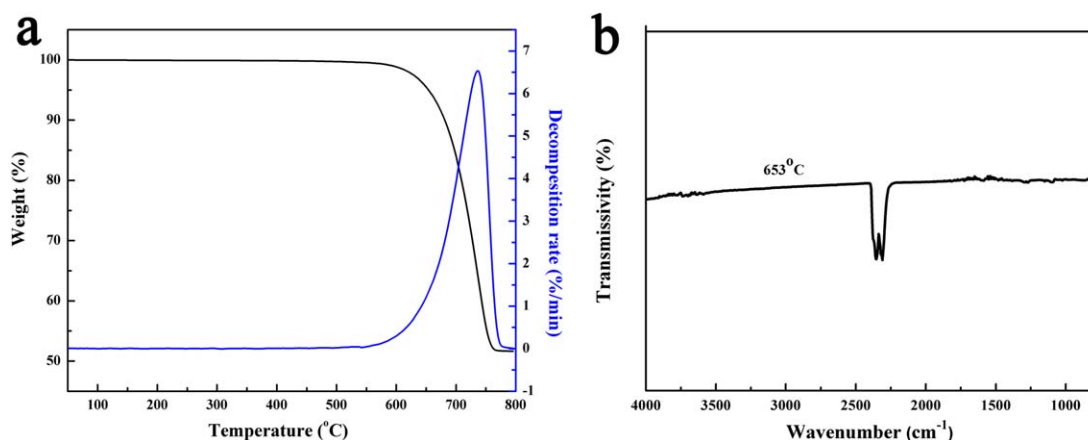 a
100
90
80
70
60
50
Weight (%)
100 200 300 400 500 600 700 800
Temperature (°C)
7
6
5
4
3
2
1
0
-1
Decomposition rate (%/min)
b
653°C
Transmissivity (%)
4000 3500 3000 2500 2000 1500 1000
Wavenumber (cm⁻¹)